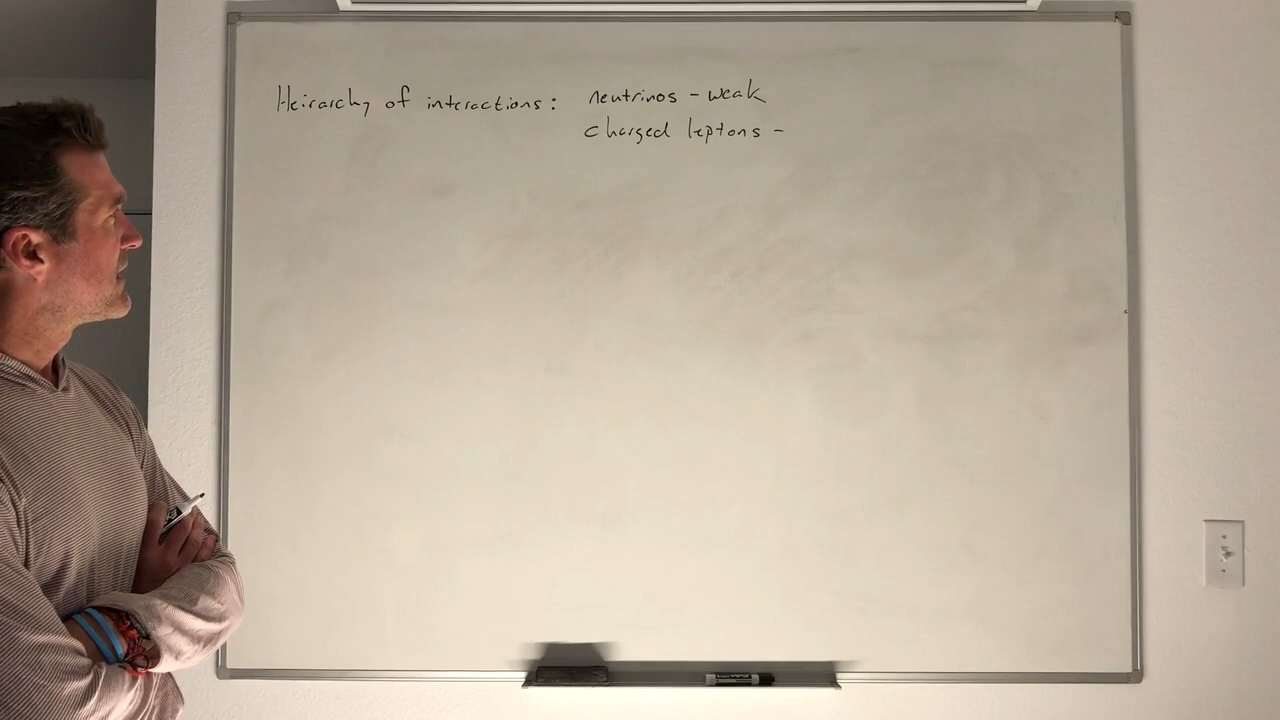 Heirarchy of interactions: neutrinos - weak
charged leptons -